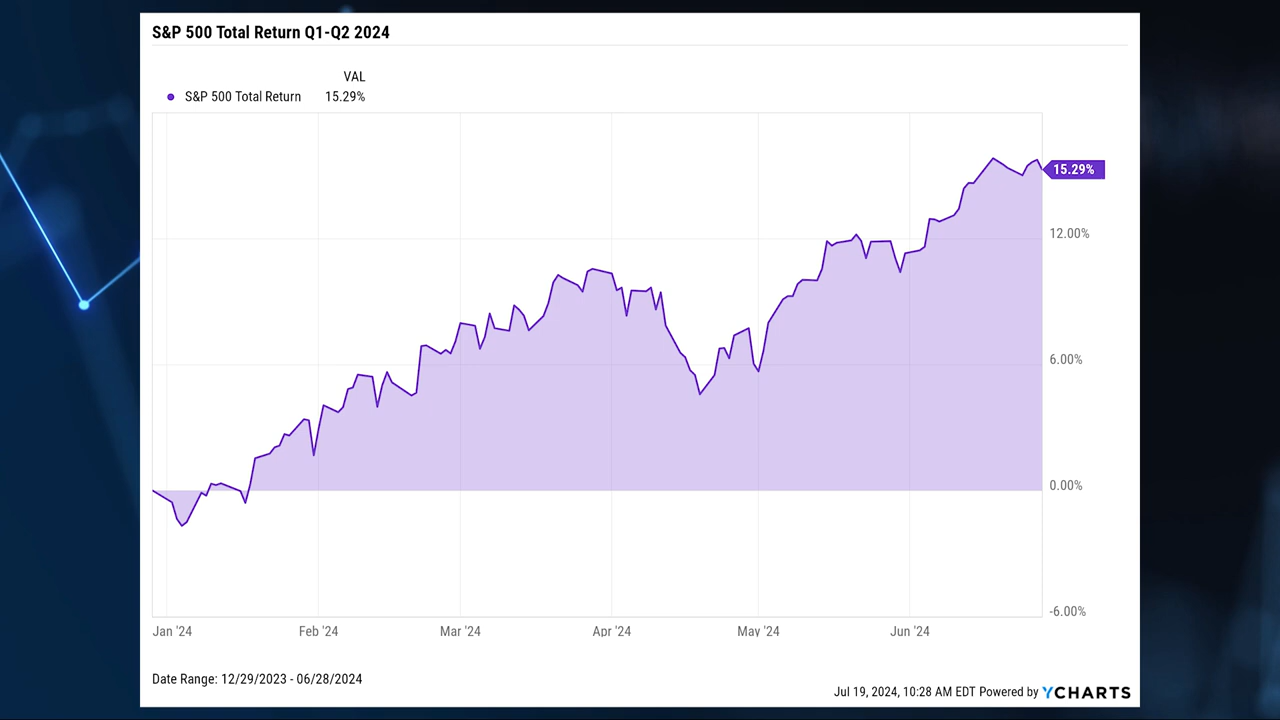 S&P 500 Total Return Q1-Q2 2024
VAL
S&P 500 Total Return 15.29%
15.29%
12.00%
6.00%
0.00%
-6.00%
Jan '24 Feb '24 Mar '24 Apr '24 May '24 Jun '24
Date Range: 12/29/2023 - 06/28/2024
Jul 19, 2024, 10:28 AM EDT Powered by YCHARTS